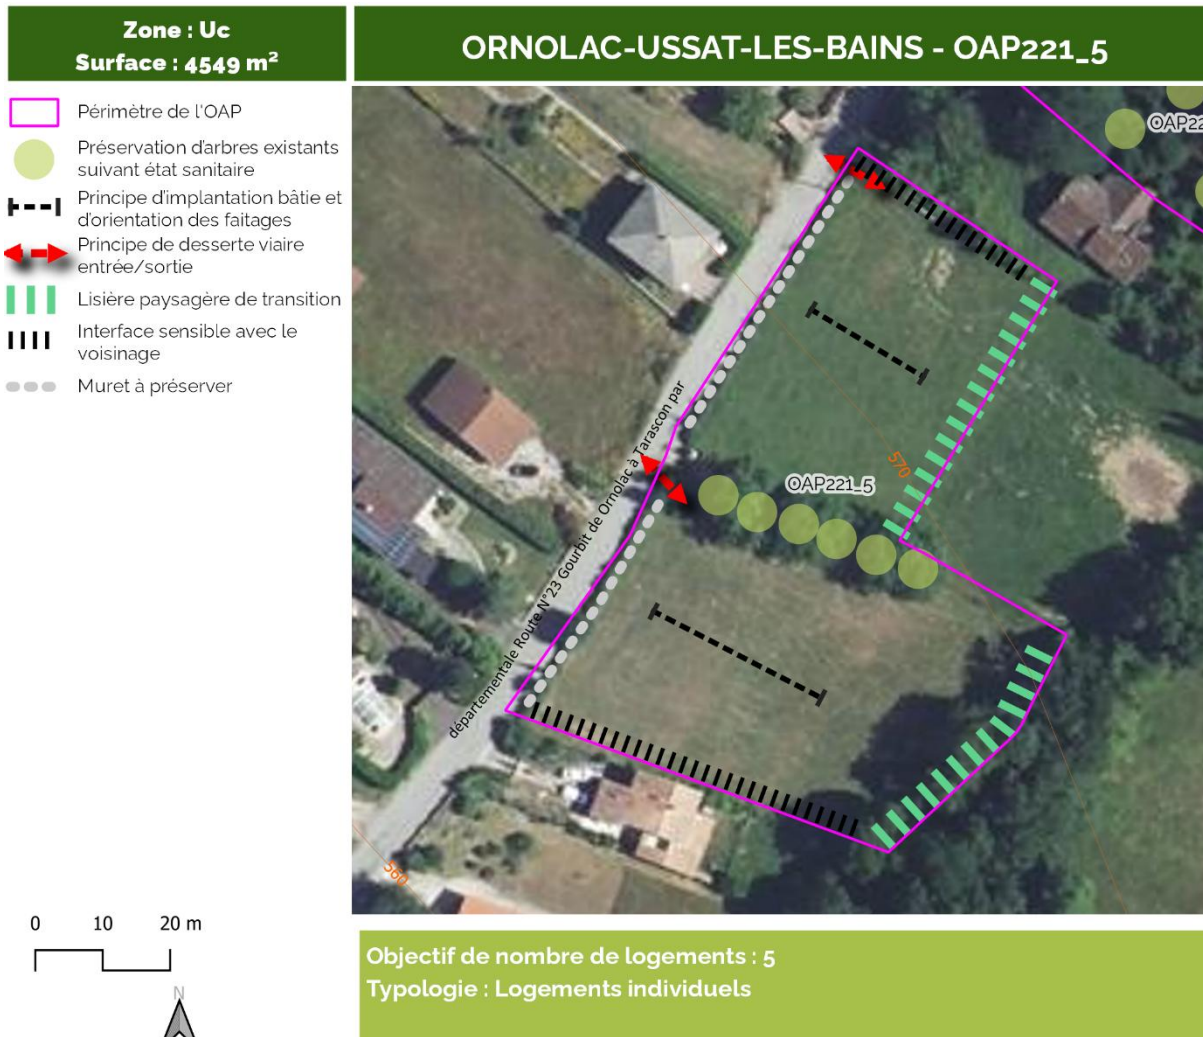 Zone : Uc
Surface : 4549 m²
ORNOLAC-USSAT-LES-BAINS - OAP221_5
Périmètre de l'OAP
Préservation d'arbres existants
suivant état sanitaire
Principe d'implantation bâtie et
d'orientation des faitages
Principe de desserte viaire
entrée/sortie
Lisière paysagère de transition
Interface sensible avec le
voisinage
Muret à préserver
OAP22
départementale Route N°23 Gourbit de Ornolac à Tarascon par
570
OAP221_5
560
0 10 20 m
N
Objectif de nombre de logements : 5
Typologie : Logements individuels